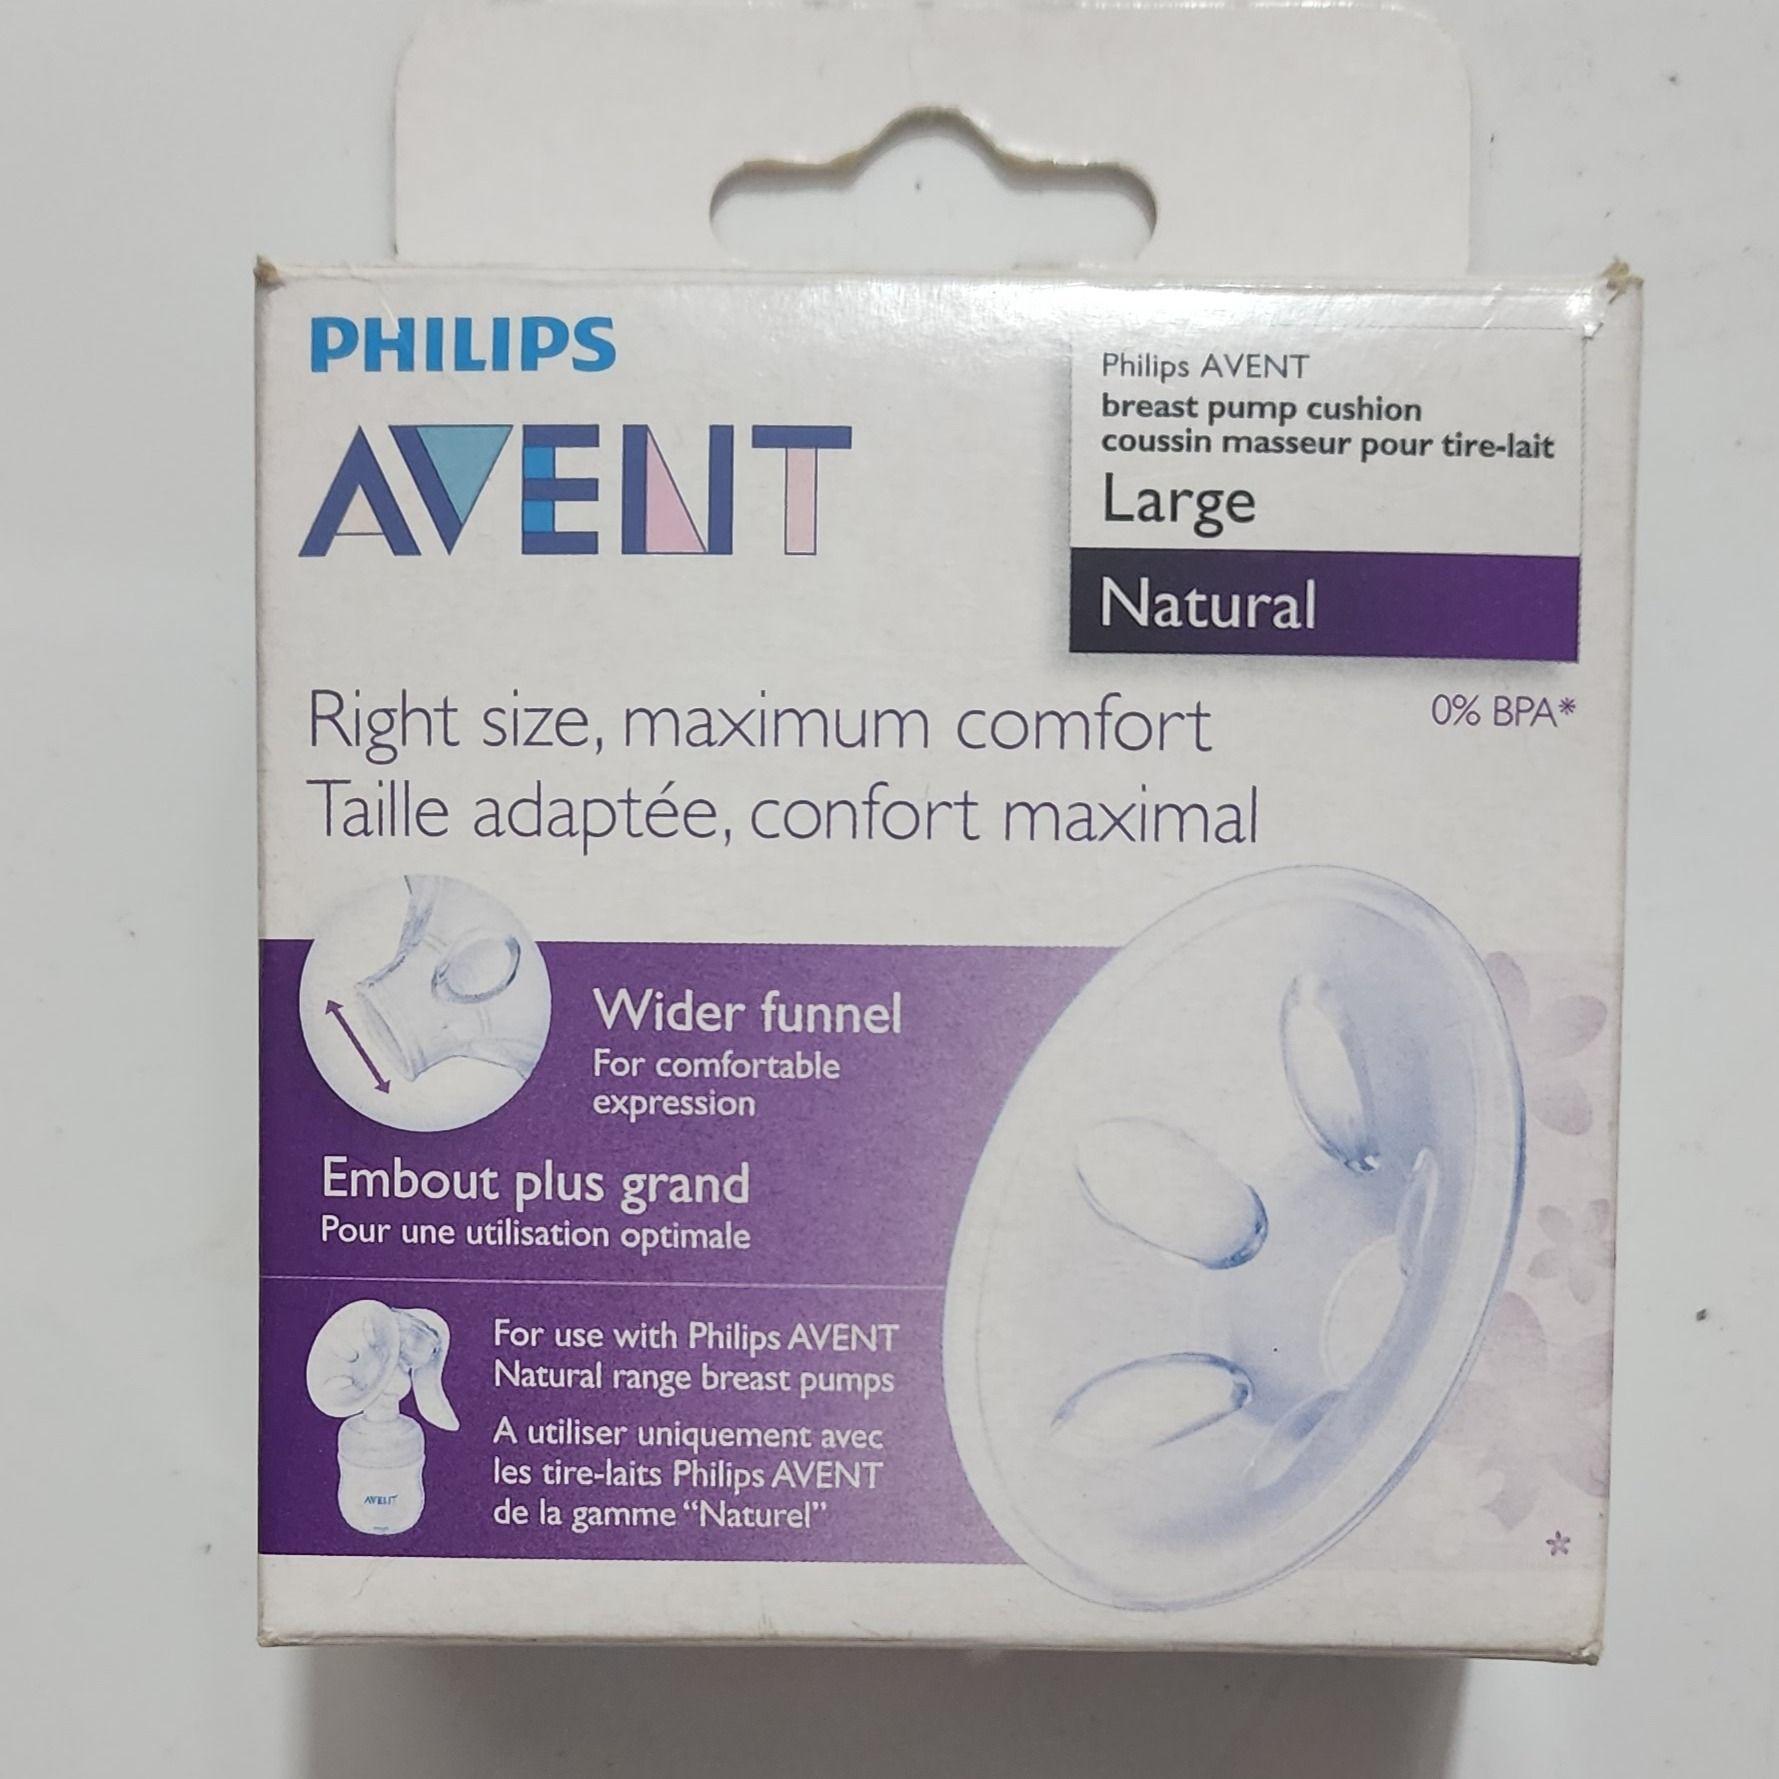 PHILIPS
AVENT
Philips AVENT
breast pump cushion
coussin masseur pour tire-lait
Large
Natural
Right size, maximum comfort
0% BPA*
Taille adaptée, confort maximal
Wider funnel
For comfortable
expression
Embout plus grand
Pour une utilisation optimale
For use with Philips AVENT
Natural range breast pumps
A utiliser uniquement avec
les tire-laits Philips AVENT
de la gamme “Naturel”
AVENT
*